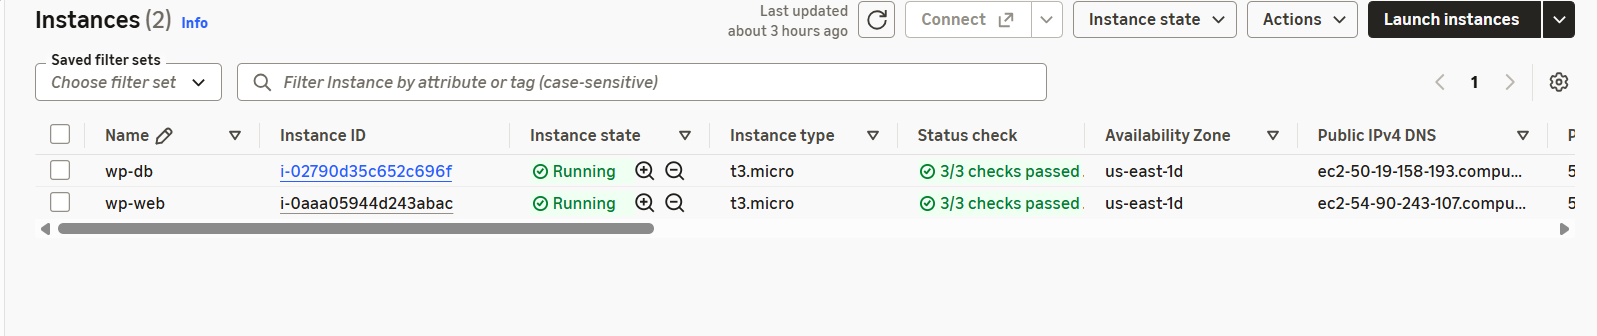 Instances (2) Info
Last updated
about 3 hours ago
Connect
Instance state
Actions
Launch instances
Saved filter sets
Choose filter set
Filter Instance by attribute or tag (case-sensitive)
1
Name Instance ID Instance state Instance type Status check Availability Zone Public IPv4 DNS P
wp-db i-02790d35c652c696f Running t3.micro 3/3 checks passed us-east-1d ec2-50-19-158-193.compu... 5
wp-web i-0aaa05944d243abac Running t3.micro 3/3 checks passed us-east-1d ec2-54-90-243-107.compu... 5